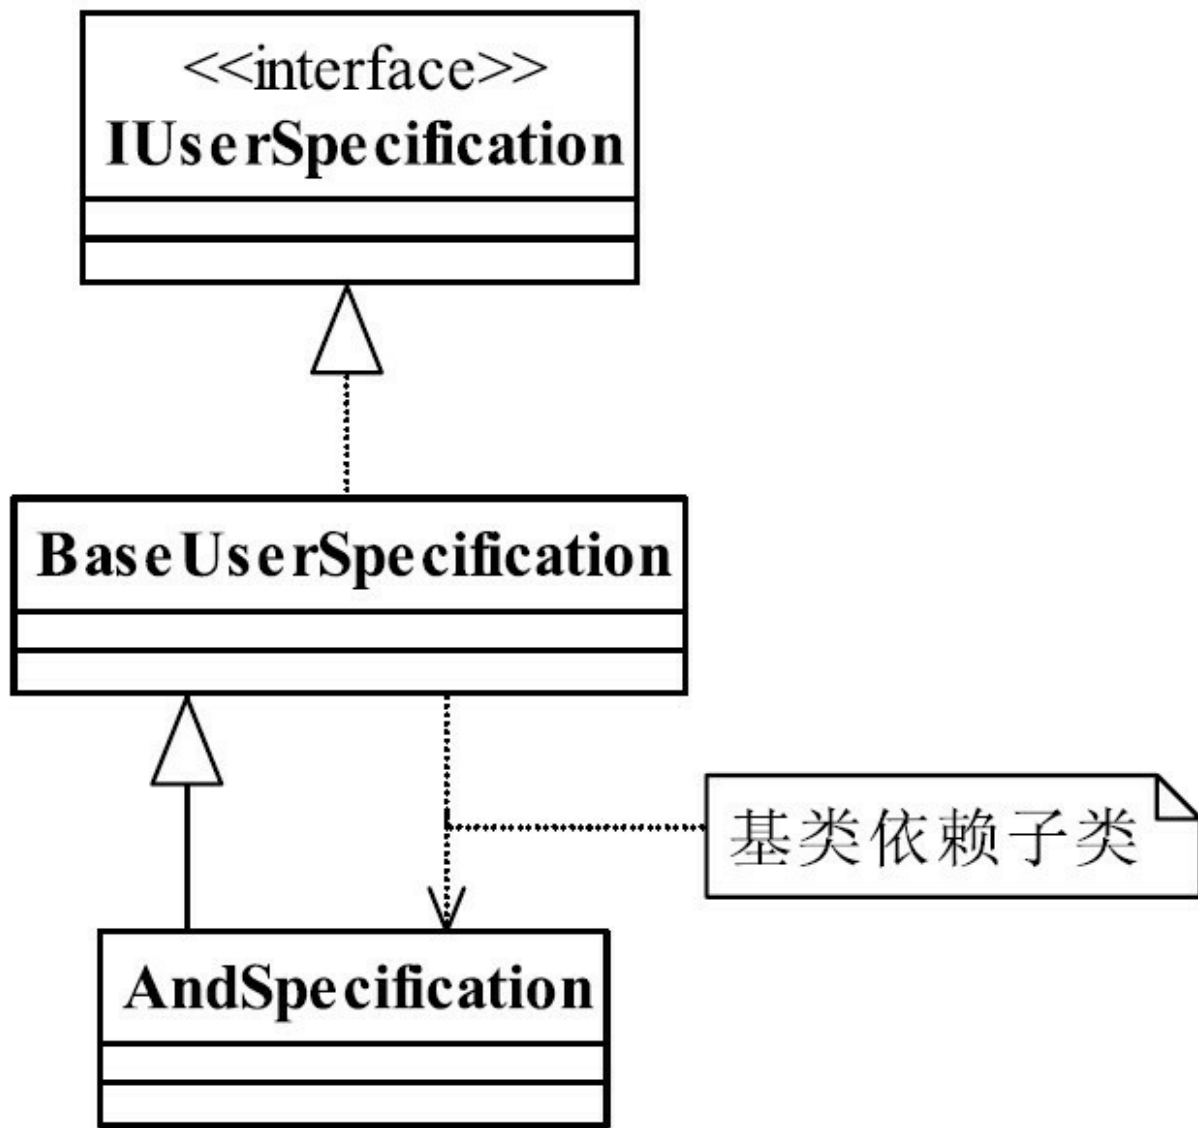 <<interface>>
IUserSpecification
BaseUserSpecification
基类依赖子类
AndSpecification